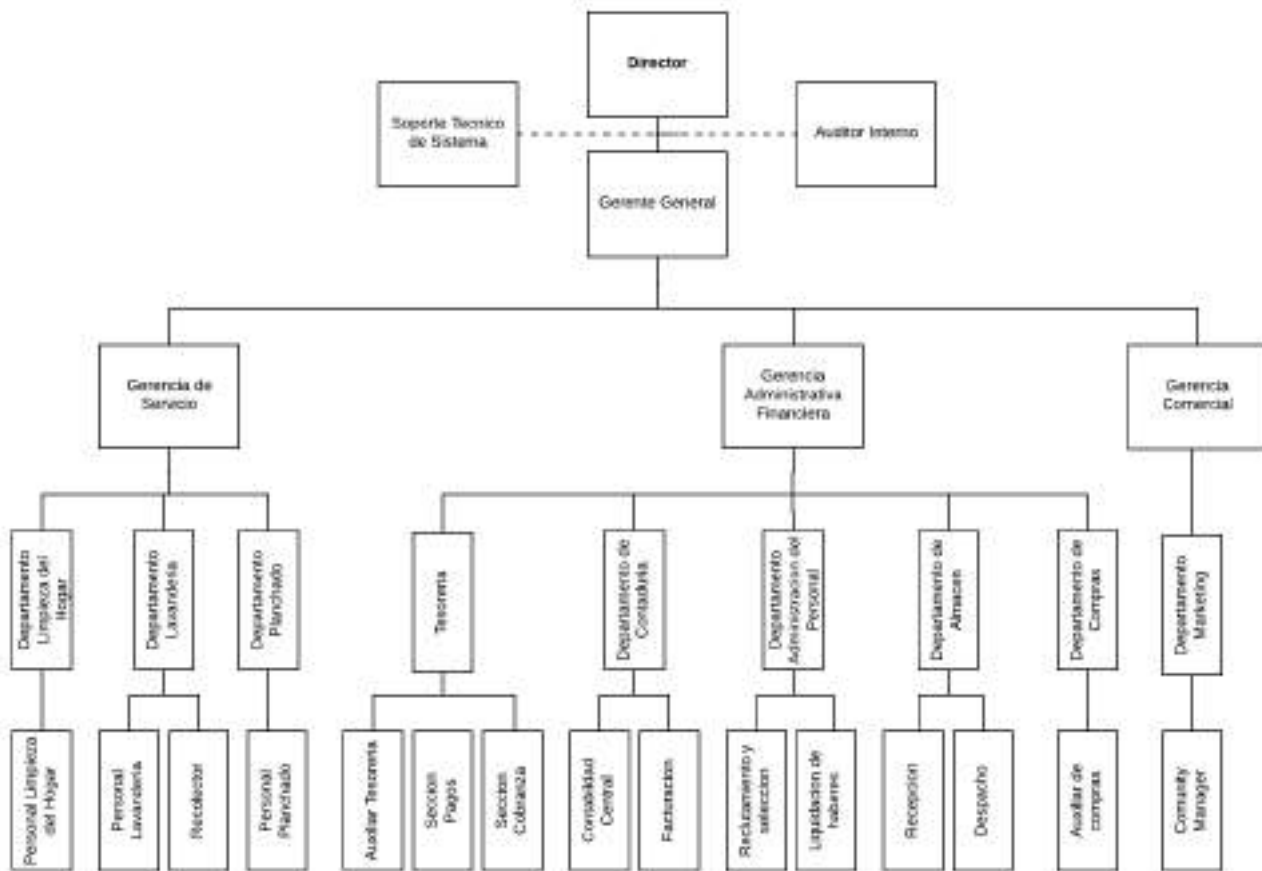 Director
Soporte Tecnico
de Sistema
Auditor Interno
Gerente General
Gerencia de
Servicio
Gerencia
Administrativa
Financiera
Gerencia
Comercial
Departamento
Limpieza del
Hogar
Departamento
Lavanderia
Departamento
Planchado
Tesoreria
Departamento de
Contaduria
Departamento
Administracion del
Personal
Departamento de
Almacen
Departamento de
Compras
Departamento
Marketing
Personal Limpieza
del Hogar
Personal
Lavanderia
Recolector
Personal
Planchado
Auxiliar Tesoreria
Seccion
Pagos
Seccion
Cobranza
Contabilidad
Central
Facturacion
Reclutamiento y
seleccion
Liquidacion de
haberes
Recepcion
Despacho
Auxiliar de
compras
Comunity
Manager